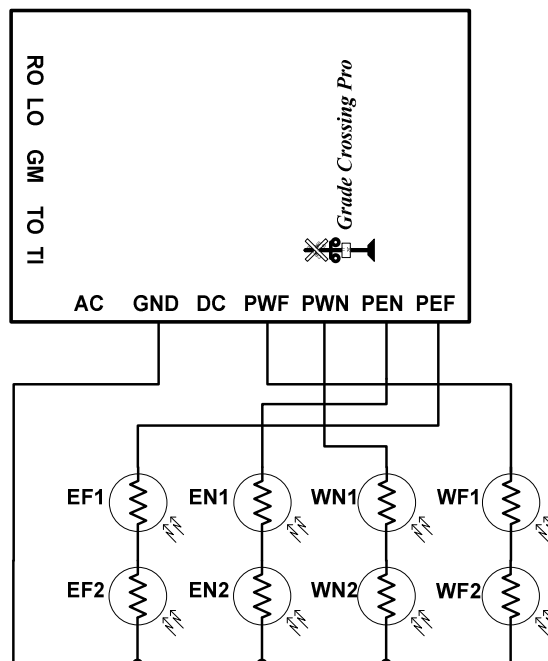 RO LO GM TO TI
Grade Crossing Pro
AC GND DC PWF PWN PEN PEF
EF1 EN1 WN1 WF1
EF2 EN2 WN2 WF2